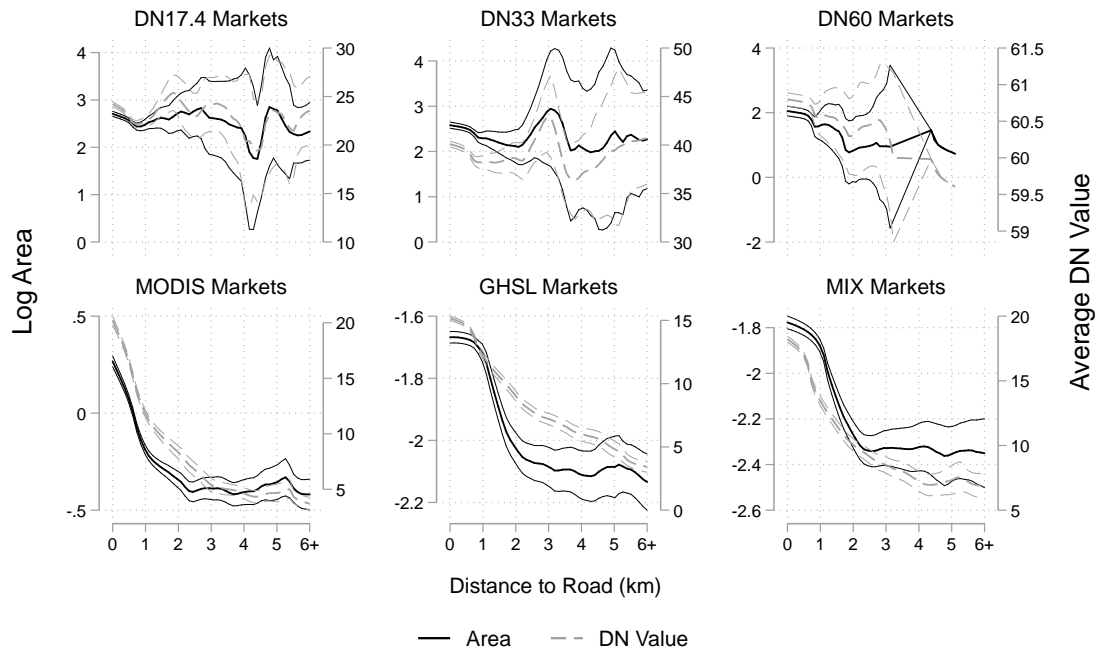 DN17.4 Markets DN33 Markets DN60 Markets
4 30 4 50 4 61.5
3 25 3 45 2 61
2 20 2 40 0 60.5
1 15 1 35 -2 60
0 10 0 30 59.5
59
Log Area
Average DN Value
MODIS Markets GHSL Markets MIX Markets
.5 20 -1.6 15 -1.8 20
0 15 -1.8 10 -2 15
-.5 10 -2 5 -2.2 10
5 -2.2 0 -2.4 5
-2.6
0 1 2 3 4 5 6+ 0 1 2 3 4 5 6+ 0 1 2 3 4 5 6+
Distance to Road (km)
Area DN Value